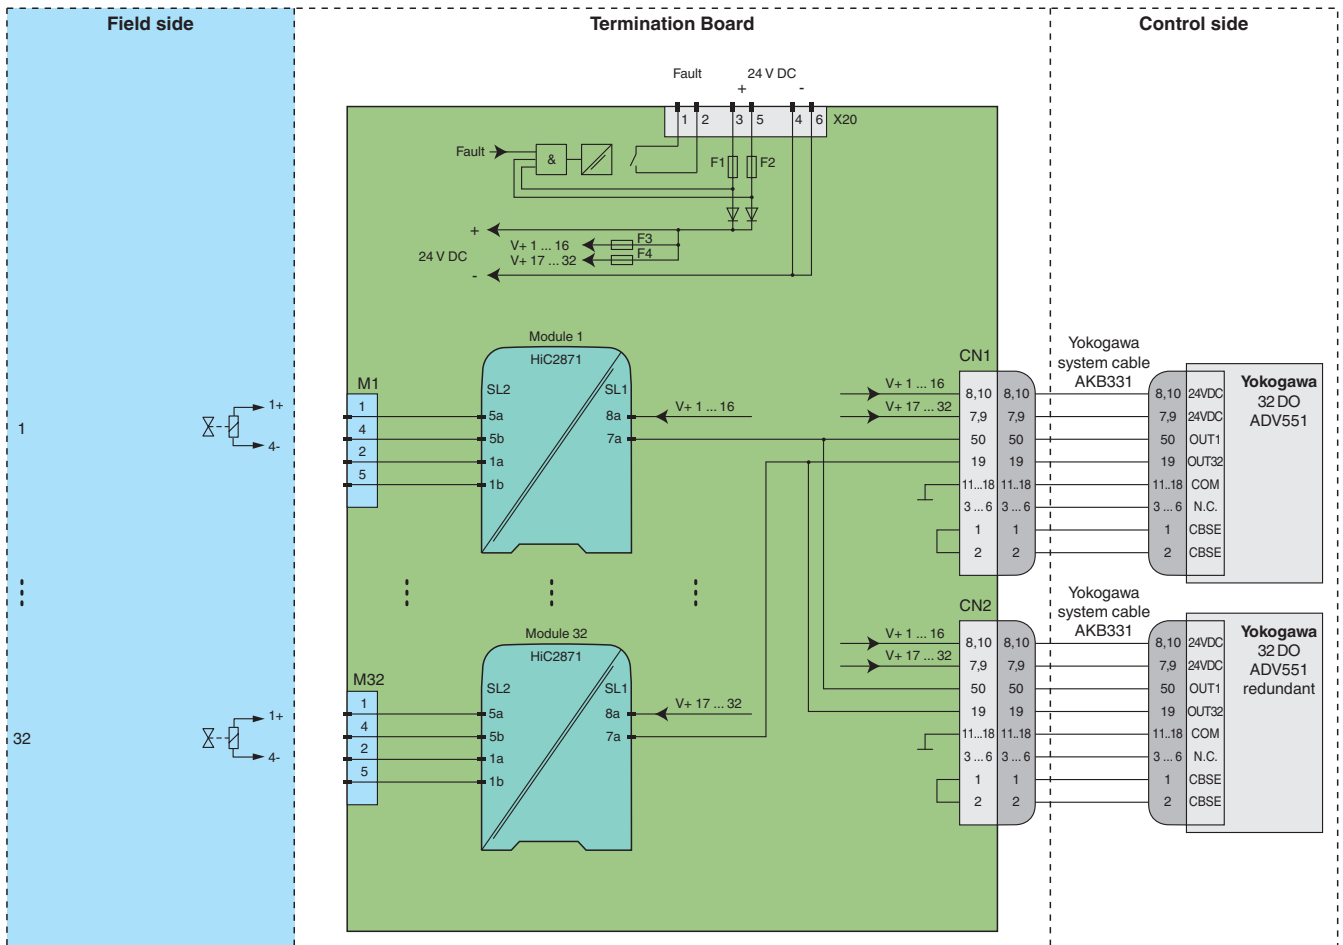 Field side
Termination Board
Control side
Fault
24 V DC
+
-
1 2 3 5 4 6 X20
Fault
&
F1
F2
+
V+ 1 ... 16
F3
24 V DC
V+ 17 ... 32
F4
-
1
1+
4-
M1
1
4
2
5
Module 1
HiC2871
SL2
SL1
5a
5b
1a
1b
8a
7a
V+ 1 ... 16
V+ 1 ... 16
V+ 17 ... 32
CN1
8,10 8,10
7,9 7,9
50 50
19 19
11...18 11...18
3 ... 6 3 ... 6
1 1
2 2
Yokogawa
system cable
AKB331
8,10 24VDC
7,9 24VDC
50 OUT1
19 OUT32
11..18 COM
3 ... 6 N.C.
1 CBSE
2 CBSE
Yokogawa
32 DO
ADV551
32
1+
4-
M32
1
4
2
5
Module 32
HiC2871
SL2
SL1
5a
5b
1a
1b
8a
7a
V+ 17 ... 32
V+ 1 ... 16
V+ 17 ... 32
CN2
8,10 8,10
7,9 7,9
50 50
19 19
11...18 11...18
3 ... 6 3 ... 6
1 1
2 2
Yokogawa
system cable
AKB331
8,10 24VDC
7,9 24VDC
50 OUT1
19 OUT32
11..18 COM
3 ... 6 N.C.
1 CBSE
2 CBSE
Yokogawa
32 DO
ADV551
redundant